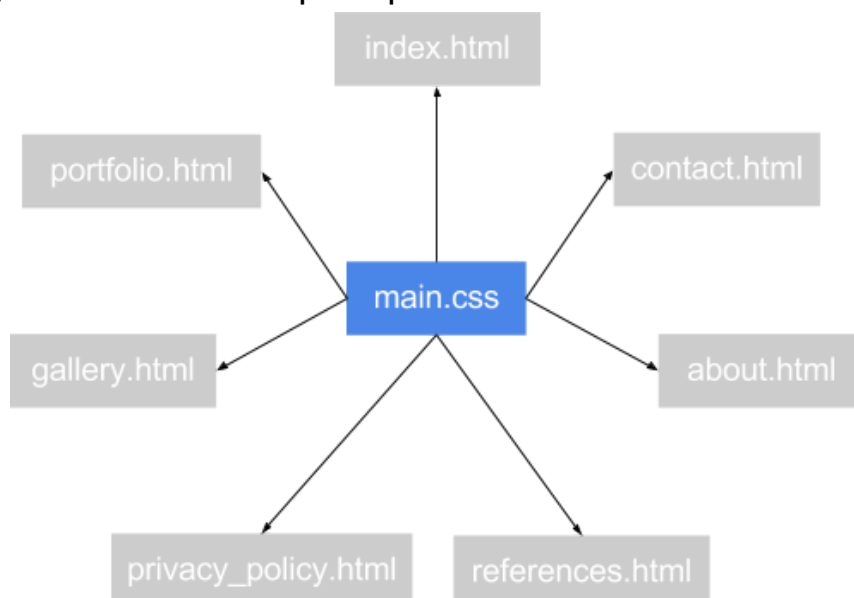 index.html
portfolio.html
contact.html
main.css
gallery.html
about.html
privacy_policy.html
references.html